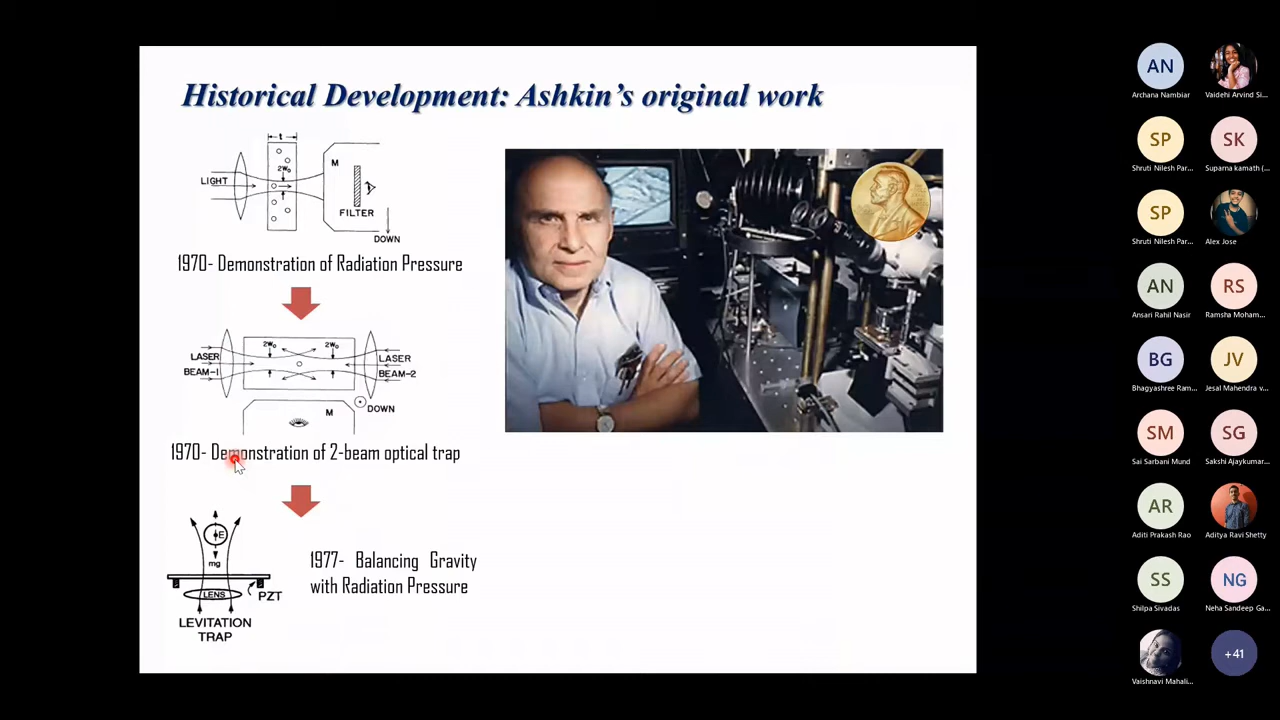 Historical Development: Ashkin's original work
t
LIGHT
2W₀
M
FILTER
DOWN
1970- Demonstration of Radiation Pressure
LASER
BEAM-1
2W₀
2W₀
LASER
BEAM-2
M
DOWN
1970- Demonstration of 2-beam optical trap
E
mg
LENS
PZT
LEVITATION
TRAP
1977- Balancing Gravity
with Radiation Pressure
AN
Archana Nambiar
Vaidehi Arvind Si...
SP
Shruti Nilesh Par...
SK
Suparna kamath (...
SP
Shruti Nilesh Par...
Alex Jose
AN
Ansari Rahil Nasir
RS
Ramsha Moham...
BG
Bhagyashree Ram...
JV
Jesal Mahendra v...
SM
Sai Sarbani Mund
SG
Sakshi Ajaykumar...
AR
Aditi Prakash Rao
Aditya Ravi Shetty
SS
Shilpa Sivadas
NG
Neha Sandeep Ga...
Vaishnavi Mahali...
+41